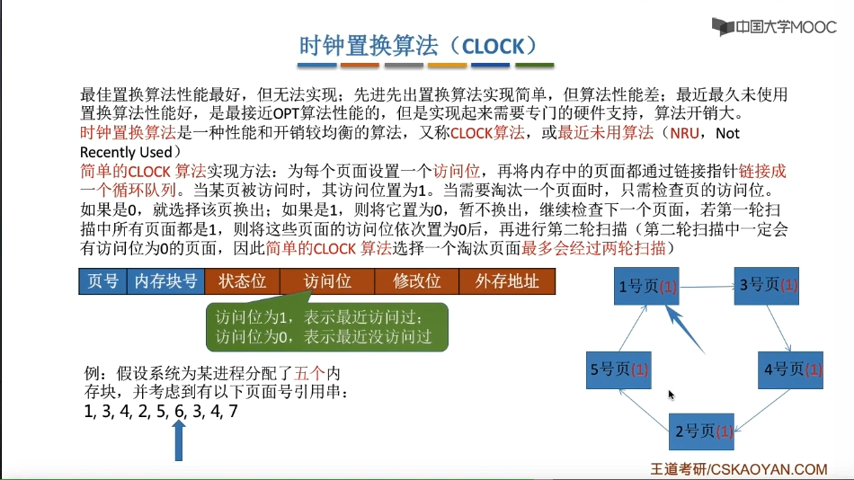 中国大学MOOC
时钟置换算法（CLOCK）
最佳置换算法性能最好，但无法实现；先进先出置换算法实现简单，但算法性能差；最近最久未使用
置换算法性能好，是最接近OPT算法性能的，但是实现起来需要专门的硬件支持，算法开销大。
时钟置换算法是一种性能和开销较均衡的算法，又称CLOCK算法，或最近未用算法（NRU，Not
Recently Used）
简单的CLOCK 算法实现方法：为每个页面设置一个访问位，再将内存中的页面都通过链接指针链接成
一个循环队列。当某页被访问时，其访问位置为1。当需要淘汰一个页面时，只需检查页的访问位。
如果是0，就选择该页换出；如果是1，则将它置为0，暂不换出，继续检查下一个页面，若第一轮扫
描中所有页面都是1，则将这些页面的访问位依次置为0后，再进行第二轮扫描（第二轮扫描中一定会
有访问位为0的页面，因此简单的CLOCK 算法选择一个淘汰页面最多会经过两轮扫描）
页号 内存块号 状态位 访问位 修改位 外存地址
访问位为1，表示最近访问过；
访问位为0，表示最近没访问过
例：假设系统为某进程分配了五个内
存块，并考虑到有以下页面号引用串：
1, 3, 4, 2, 5, 6, 3, 4, 7
1号页(1)
3号页(1)
5号页(1)
4号页(1)
2号页(1)
王道考研/CSKAOYAN.COM